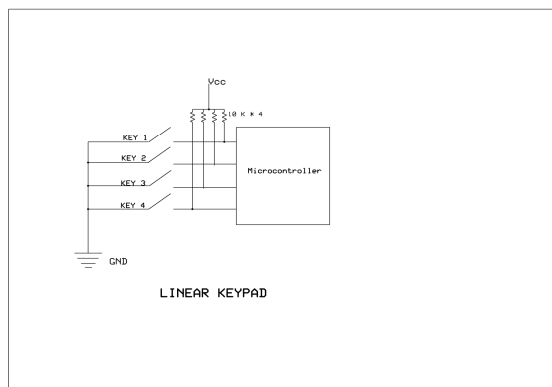 Vcc
10 K * 4
KEY 1
KEY 2
Microcontroller
KEY 3
KEY 4
GND
LINEAR KEYPAD